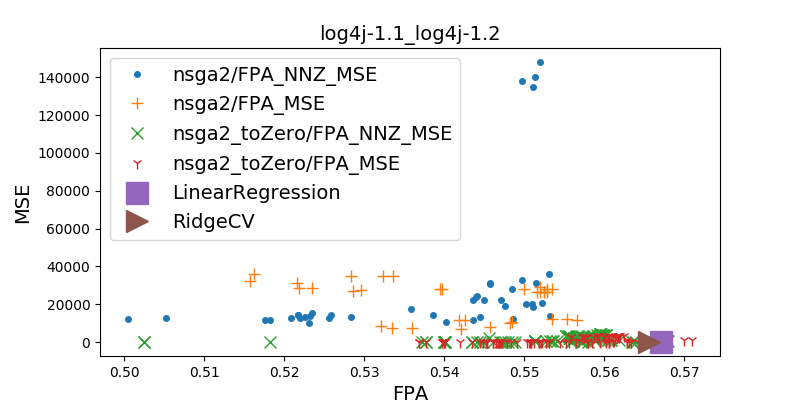 log4j-1.1_log4j-1.2
nsga2/FPA_NNZ_MSE
nsga2/FPA_MSE
nsga2_toZero/FPA_NNZ_MSE
nsga2_toZero/FPA_MSE
LinearRegression
RidgeCV
MSE
140000
120000
100000
80000
60000
40000
20000
0
0.50 0.51 0.52 0.53 0.54 0.55 0.56 0.57
FPA